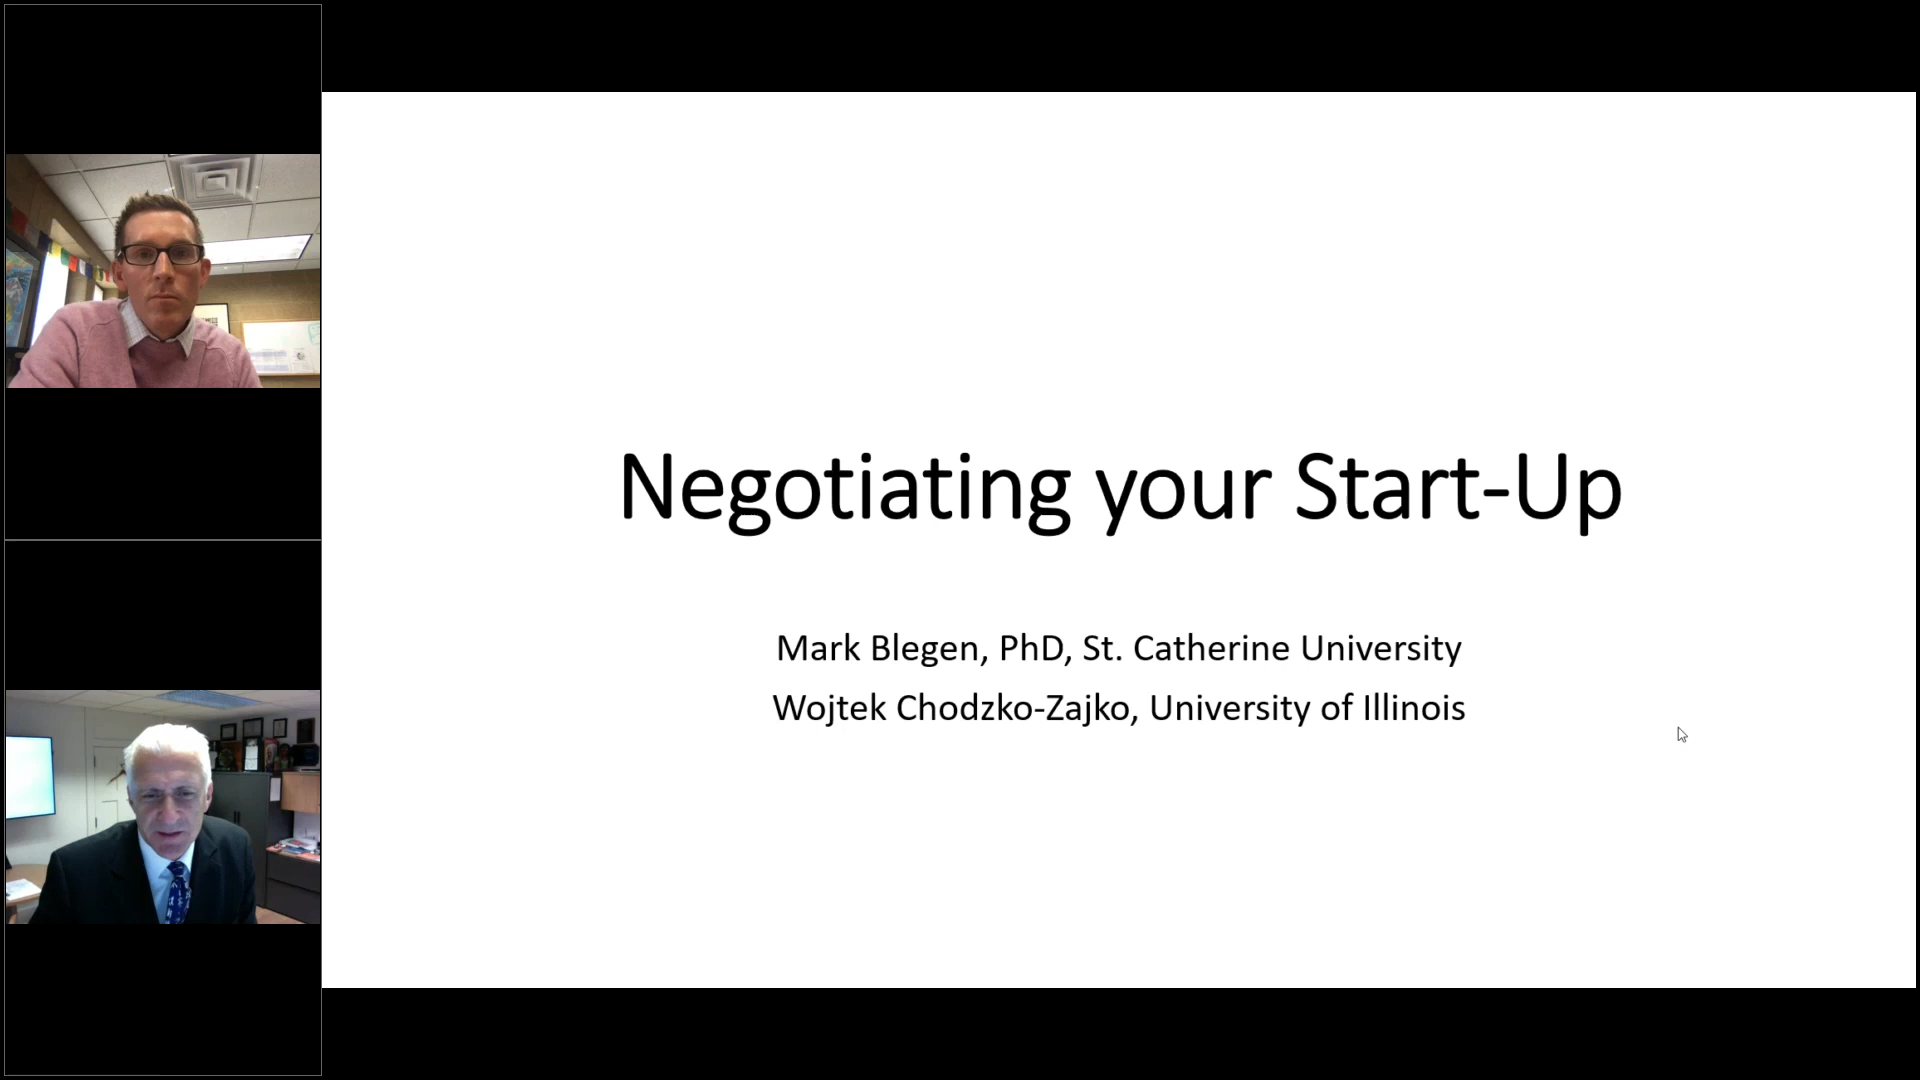 Negotiating your Start-Up
Mark Blegen, PhD, St. Catherine University
Wojtek Chodzko-Zajko, University of Illinois